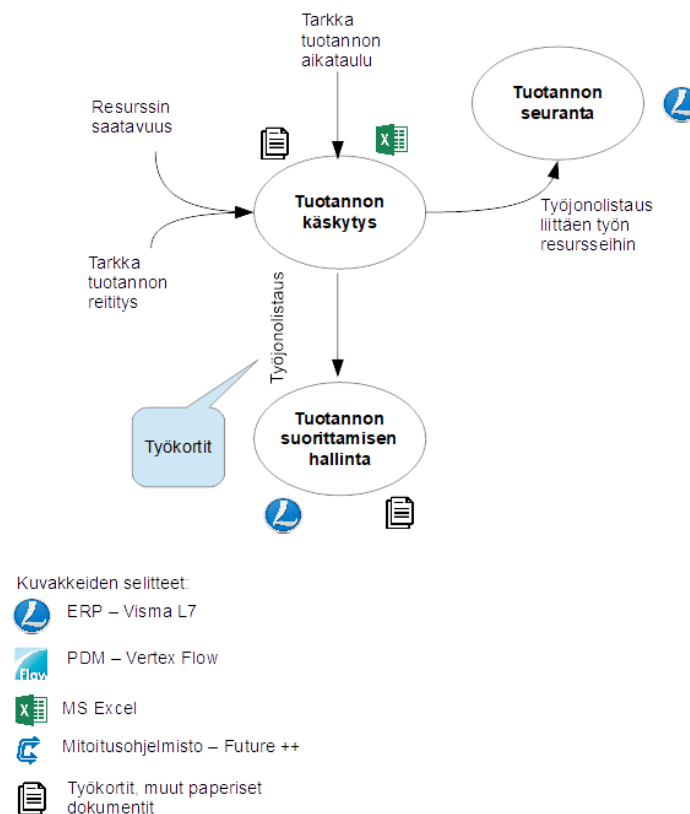 Tarkka
tuotannon
aikataulu
Tuotannon
seuranta
Resurssin
saatavuus
Tuotannon
käskytys
Työjonolistaus
liittäen työn
resursseihin
Tarkka
tuotannon
reititys
Työjonolistaus
Työkortit
Tuotannon
suorittamisen
hallinta
Kuvakkeiden selitteet:
ERP – Visma L7
Flow
PDM – Vertex Flow
MS Excel
Mitoitusohjelmisto – Future ++
Työkortit, muut paperiset
dokumentit